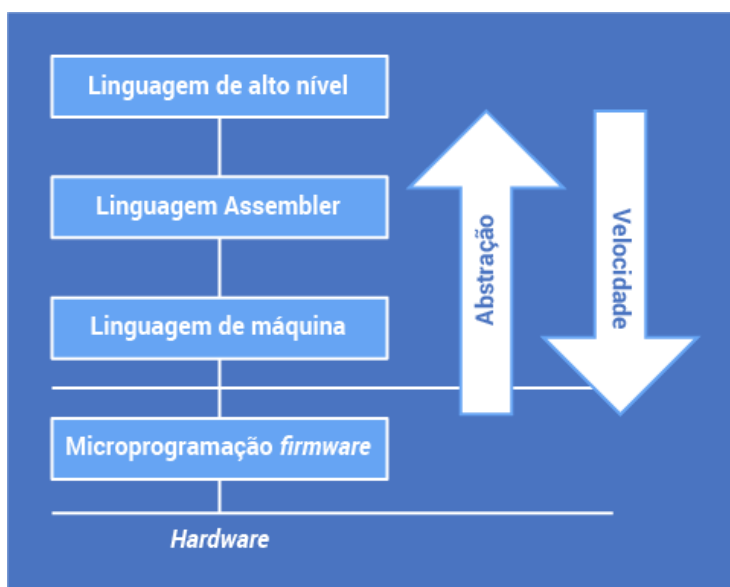 Linguagem de alto nível
Linguagem Assembler
Linguagem de máquina
Microprogramação firmware
Hardware
Abstração
Velocidade